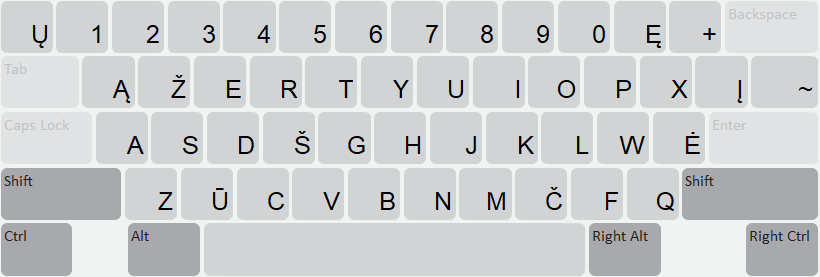 Ų 1 2 3 4 5 6 7 8 9 0 Ę + Backspace
Tab Ą Ž E R T Y U I O P X Į ~
Caps Lock A S D Š G H J K L W Ė Enter
Shift Z Ū C V B N M Č F Q Shift
Ctrl Alt Right Alt Right Ctrl